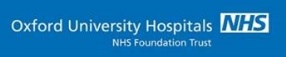 Oxford University Hospitals NHS
NHS Foundation Trust